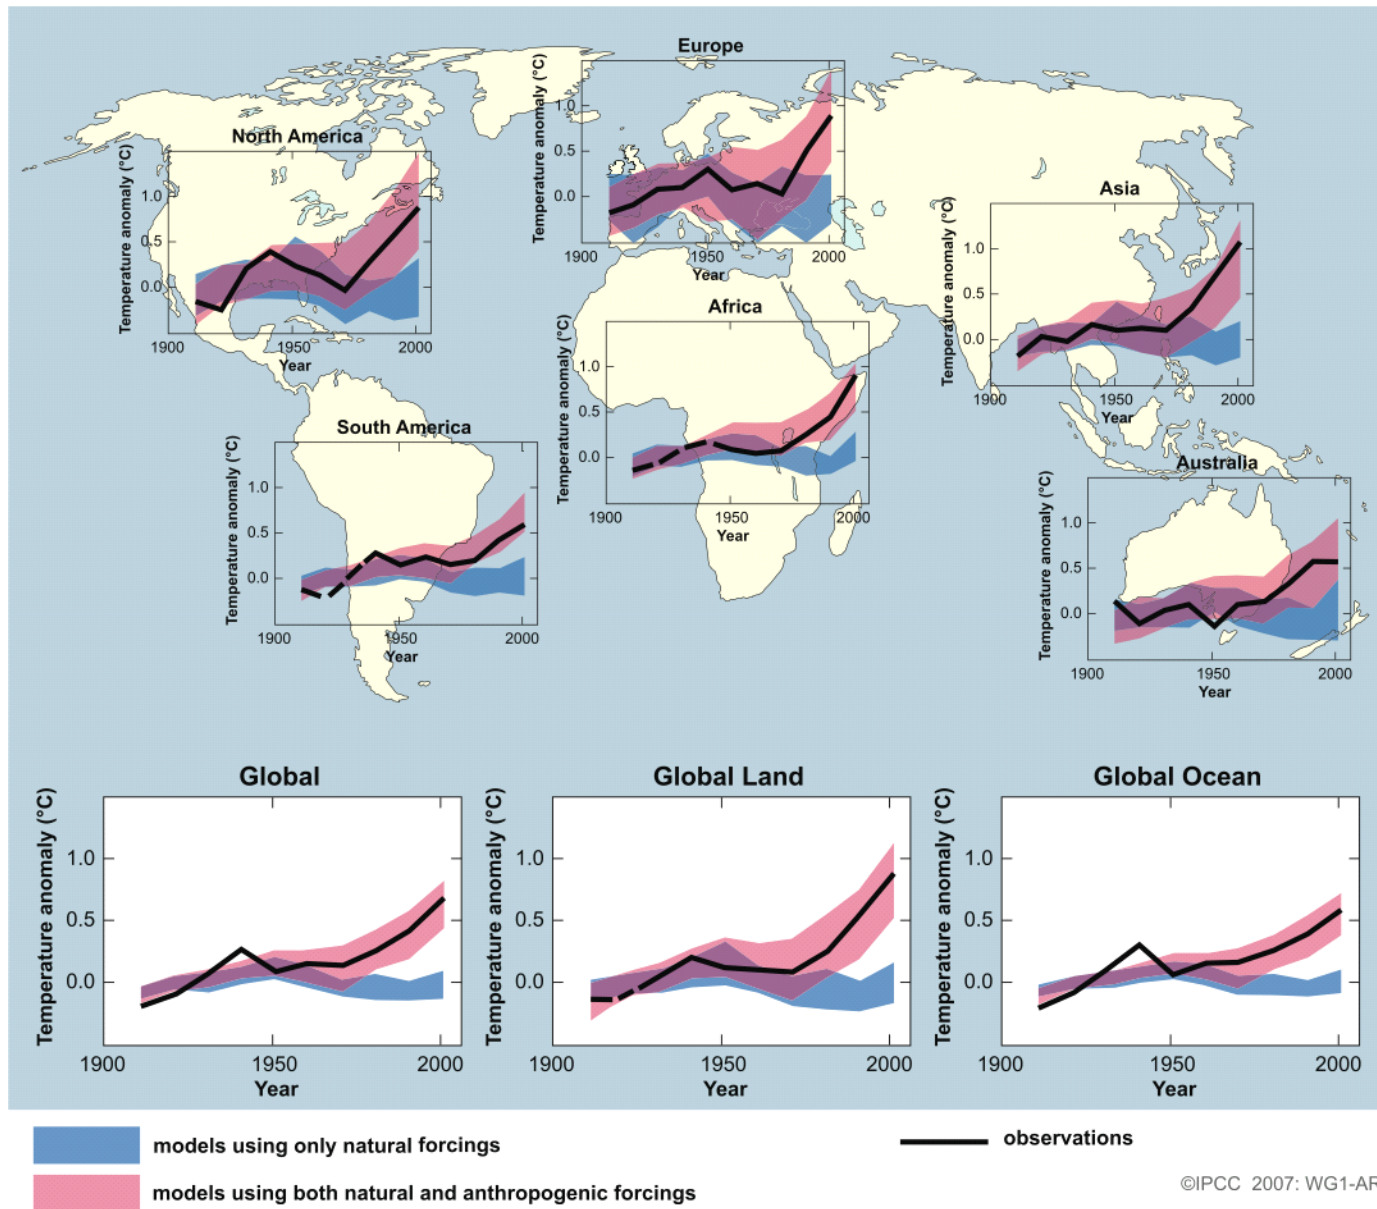 Europe
Temperature anomaly (°C)
1.0
0.5
0.0
1900
1950
2000
Year
North America
Temperature anomaly (°C)
1.0
0.5
0.0
1900
1950
2000
Year
Asia
Temperature anomaly (°C)
1.0
0.5
0.0
1900
1950
2000
Year
Africa
Temperature anomaly (°C)
1.0
0.5
0.0
1900
1950
2000
South America
Temperature anomaly (°C)
1.0
0.5
0.0
1900
1950
2000
Year
Australia
Temperature anomaly (°C)
1.0
0.5
0.0
1900
1950
2000
Year
Global
Temperature anomaly (°C)
1.0
0.5
0.0
1900
1950
2000
Year
Global Land
Temperature anomaly (°C)
1.0
0.5
0.0
1900
1950
2000
Year
Global Ocean
Temperature anomaly (°C)
1.0
0.5
0.0
1900
1950
2000
Year
models using only natural forcings
observations
models using both natural and anthropogenic forcings
©IPCC 2007: WG1-AR